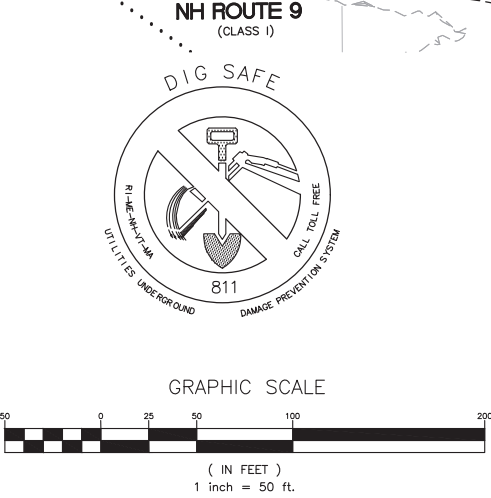 NH ROUTE 9
(CLASS I)
DIG SAFE
RI-ME-NH-VT-MA
CALL TOLL FREE
UTILITIES UNDERGROUND
DAMAGE PREVENTION SYSTEM
811
GRAPHIC SCALE
50 0 25 50 100 200
( IN FEET )
1 inch = 50 ft.